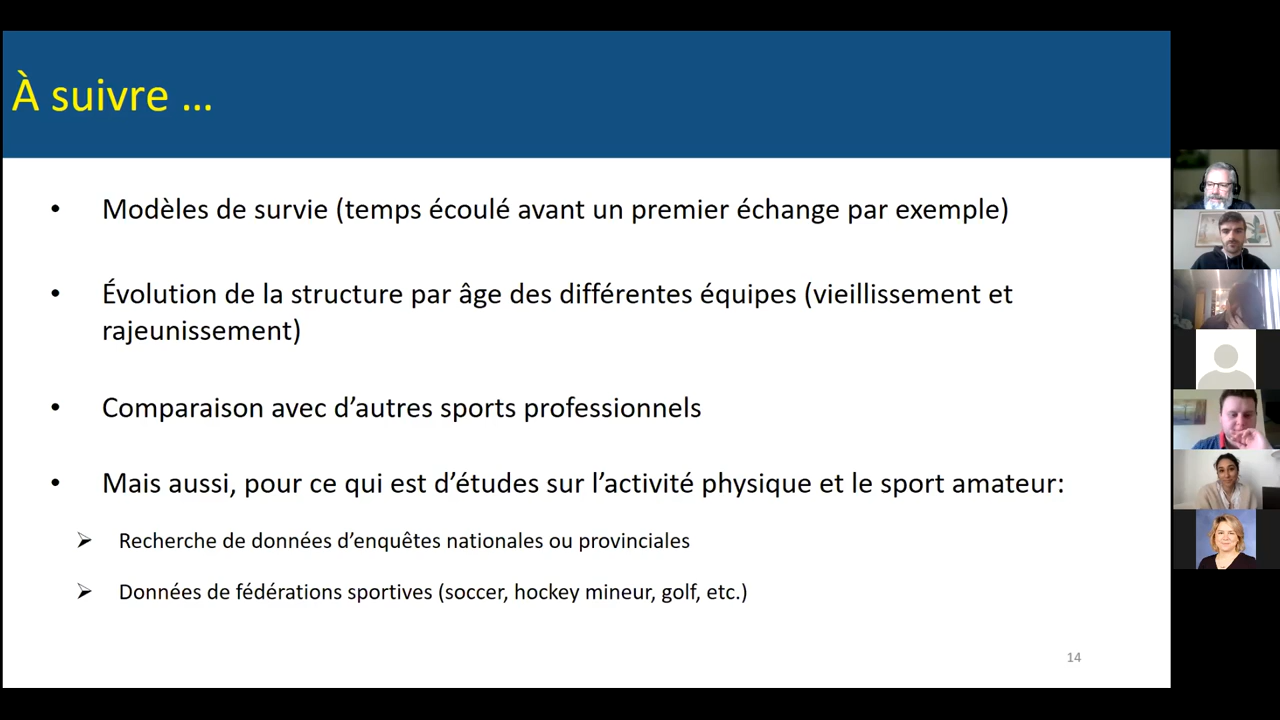 À suivre ...
• Modèles de survie (temps écoulé avant un premier échange par exemple)
• Évolution de la structure par âge des différentes équipes (vieillissement et
rajeunissement)
• Comparaison avec d’autres sports professionnels
• Mais aussi, pour ce qui est d’études sur l’activité physique et le sport amateur:
➢ Recherche de données d’enquêtes nationales ou provinciales
➢ Données de fédérations sportives (soccer, hockey mineur, golf, etc.)
14